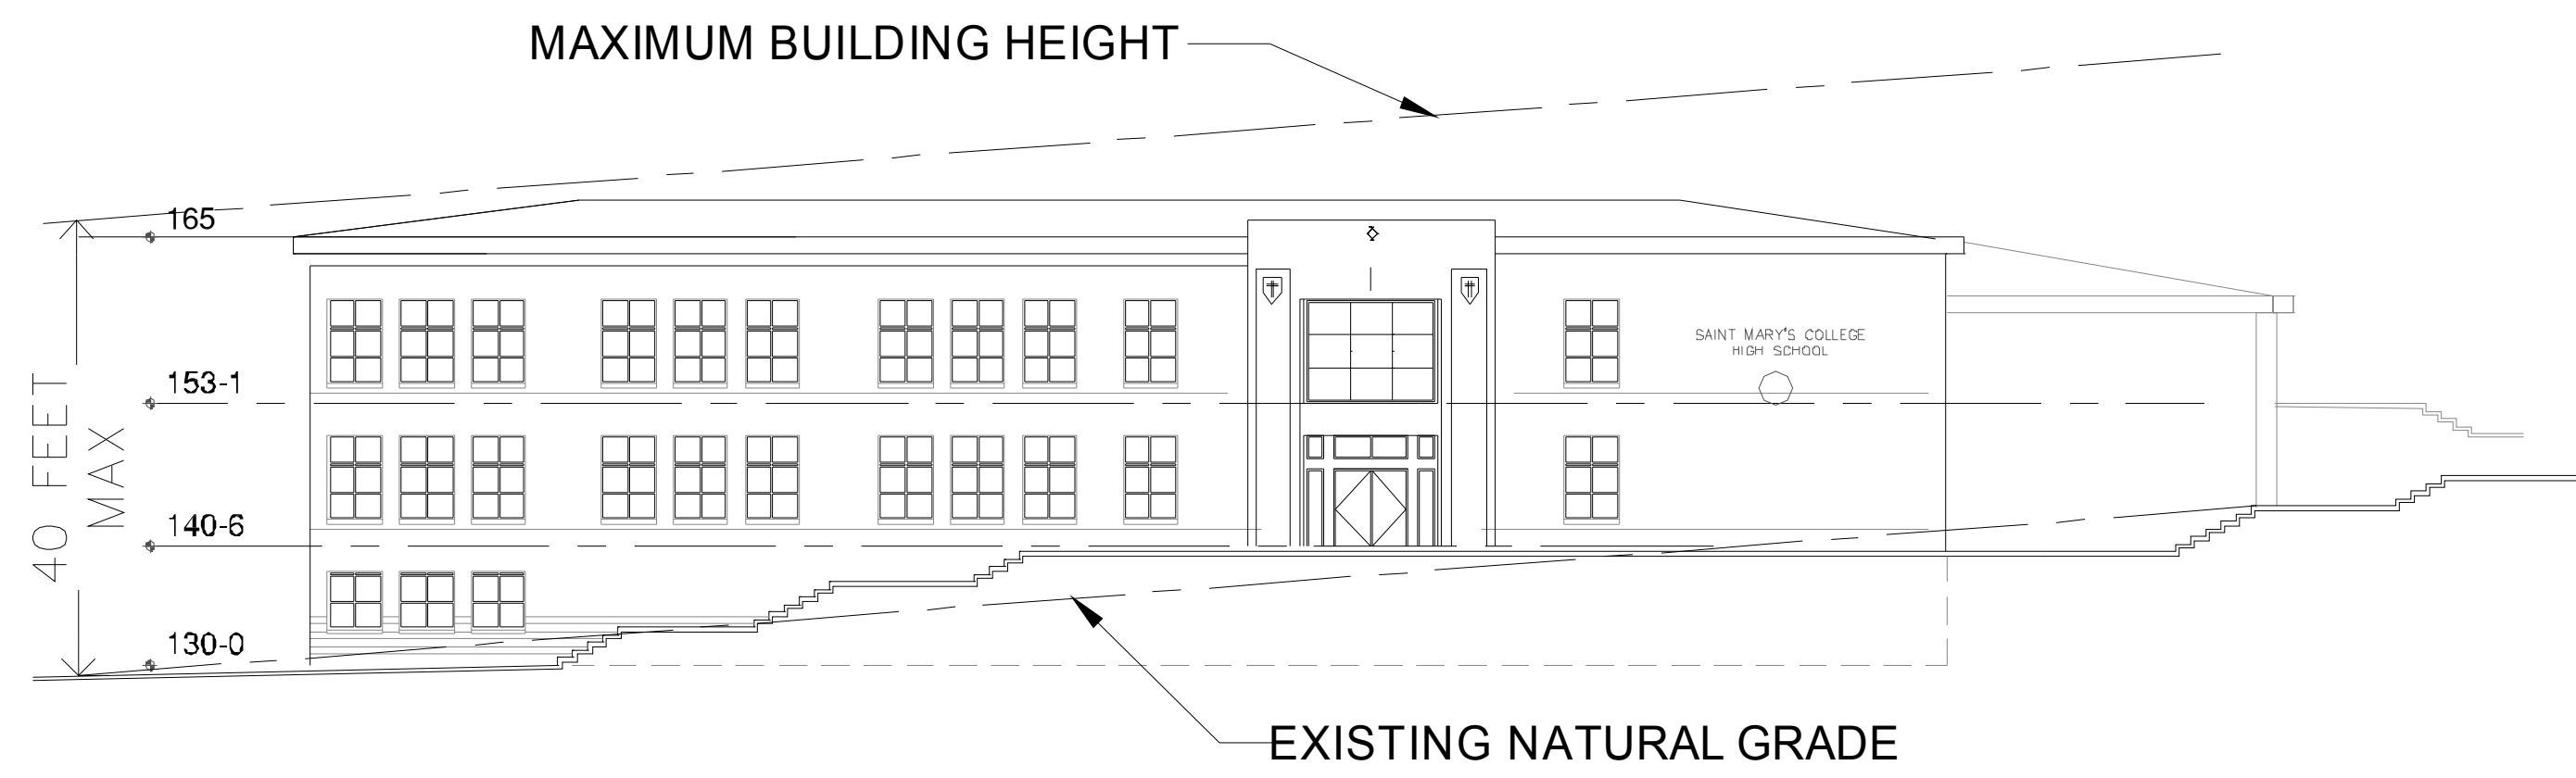 MAXIMUM BUILDING HEIGHT
165
SAINT MARY'S COLLEGE
HIGH SCHOOL
153-1
40 FEET
MAX
140-6
130-0
EXISTING NATURAL GRADE